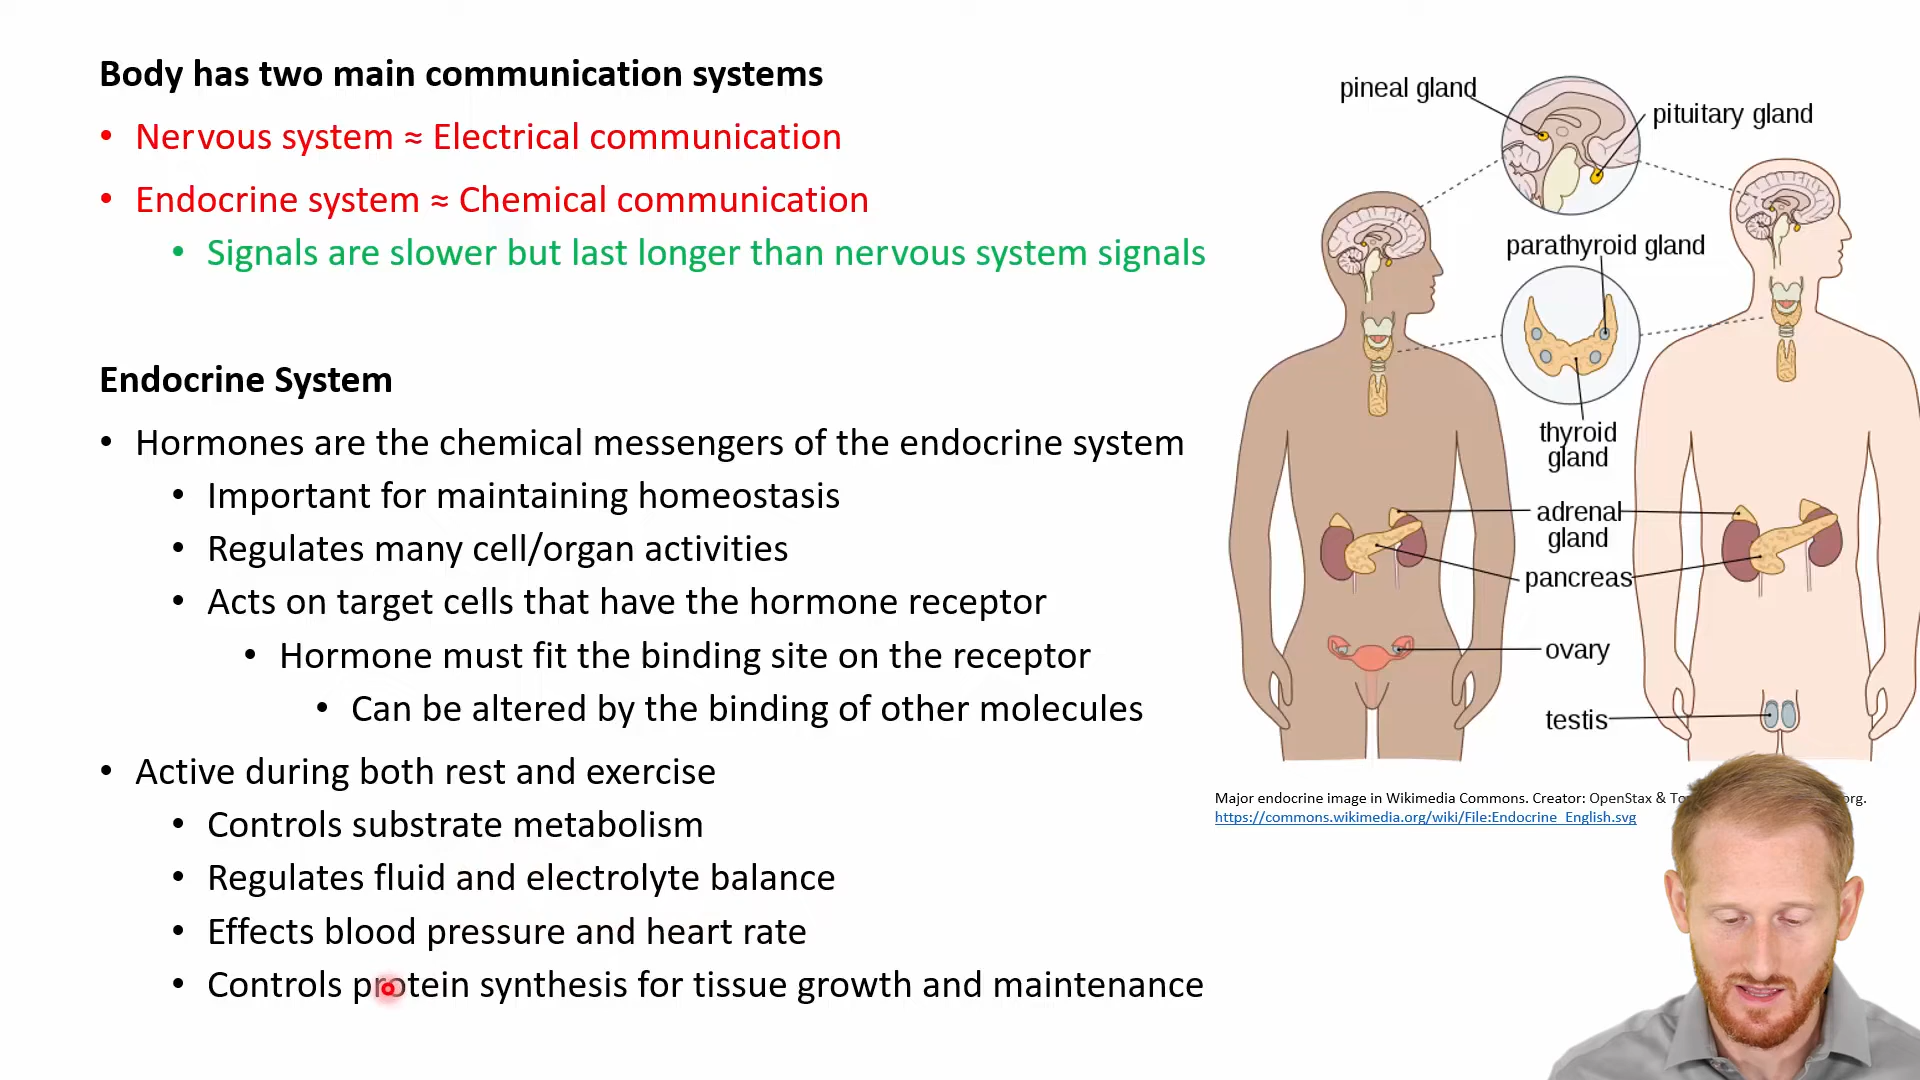 Body has two main communication systems
• Nervous system ≈ Electrical communication
• Endocrine system ≈ Chemical communication
• Signals are slower but last longer than nervous system signals
Endocrine System
• Hormones are the chemical messengers of the endocrine system
• Important for maintaining homeostasis
• Regulates many cell/organ activities
• Acts on target cells that have the hormone receptor
• Hormone must fit the binding site on the receptor
• Can be altered by the binding of other molecules
• Active during both rest and exercise
• Controls substrate metabolism
• Regulates fluid and electrolyte balance
• Effects blood pressure and heart rate
• Controls protein synthesis for tissue growth and maintenance
pineal gland
pituitary gland
parathyroid gland
thyroid
gland
adrenal
gland
pancreas
ovary
testis
Major endocrine image in Wikimedia Commons. Creator: OpenStax & org.
https://commons.wikimedia.org/wiki/File:Endocrine_English.svg